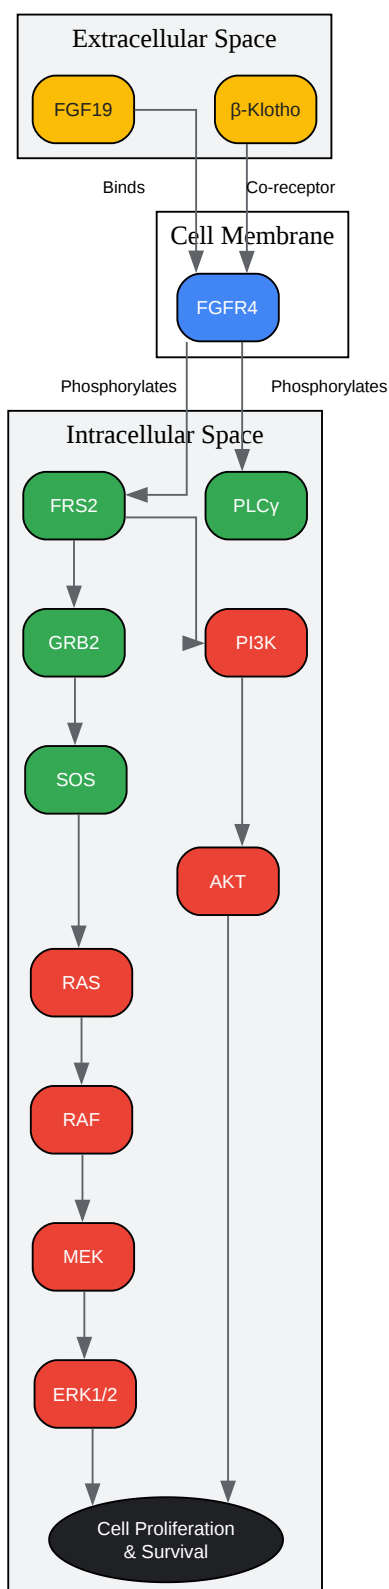 Extracellular Space
FGF19
β-Klotho
Binds
Co-receptor
Cell Membrane
FGFR4
Phosphorylates
Phosphorylates
Intracellular Space
FRS2
PLCγ
GRB2
PI3K
SOS
AKT
RAS
RAF
MEK
ERK1/2
Cell Proliferation
& Survival